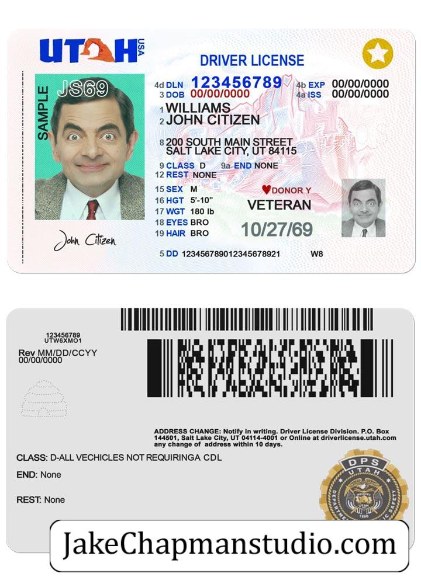 UTAH USA
DRIVER LICENSE
SAMPLE
JS69
4d DLN 123456789 4b EXP 00/00/0000
3 DOB 00/00/0000 4a ISS 00/00/0000
1 WILLIAMS
2 JOHN CITIZEN
8 200 SOUTH MAIN STREET
SALT LAKE CITY, UT 84115
9 CLASS D 9a END NONE
12 REST NONE
15 SEX M DONOR Y
16 HGT 5'-10" VETERAN
17 WGT 180 lb
18 EYES BRO 10/27/69
19 HAIR BRO
John Citizen
5 DD 123456789012345678921 W8
123456789
UTW6XMO1
Rev MM/DD/CCYY
00/00/0000
ADDRESS CHANGE: Notify in writing. Driver License Division. P.O. Box
144501, Salt Lake City, UT 04114-4001 or Online at driverlicense.utah.com
any change of address within 10 days.
CLASS: D-ALL VECHICLES NOT REQUIRINGA CDL
END: None
REST: None
DPS
UTAH
JakeChapmanstudio.com